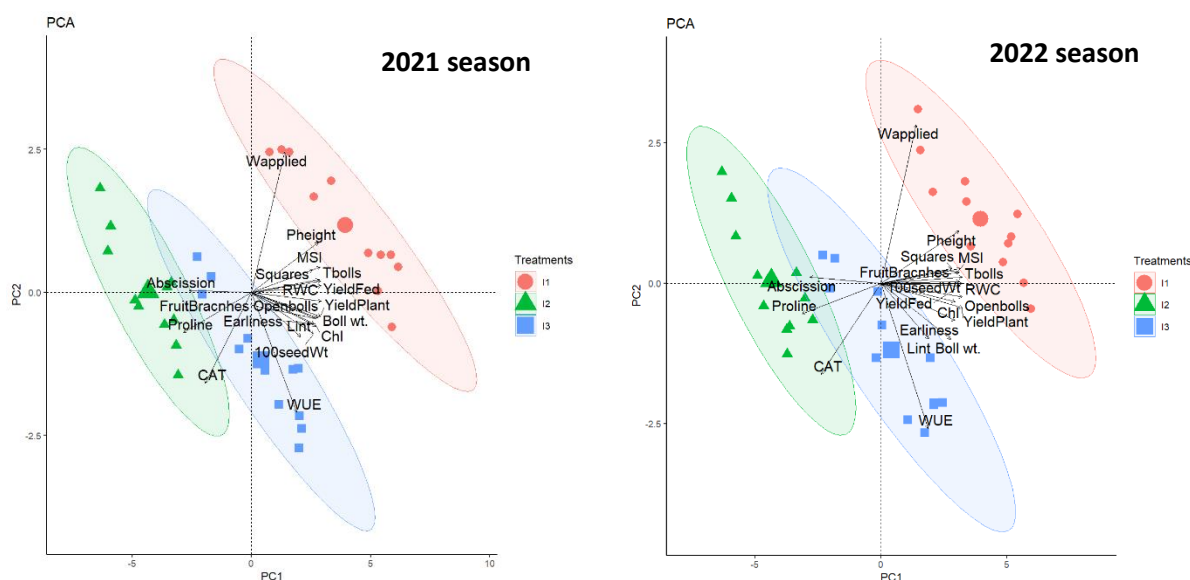 PCA
2021 season
2.5
0.0
-2.5
PC2
Wapplied
Pheight
MSI
Squares
Tbolls
RWC
YieldFed
Abscission
FruitBracnhes
Openbolls
YieldPlant
Proline
Earliness
Lint
Boll wt.
Chl
100seedWt
CAT
WUE
-5
0
5
10
PC1
Treatments
I1
I2
I3
PCA
2022 season
2.5
0.0
-2.5
PC2
Wapplied
Pheight
Squares
MSI
FruitBracnhes
Tbolls
Abscission
100seedWt
RWC
Proline
YieldFed
Openbolls
Chl
YieldPlant
Earliness
Lint
Boll wt.
CAT
WUE
-5
0
5
PC1
Treatments
I1
I2
I3